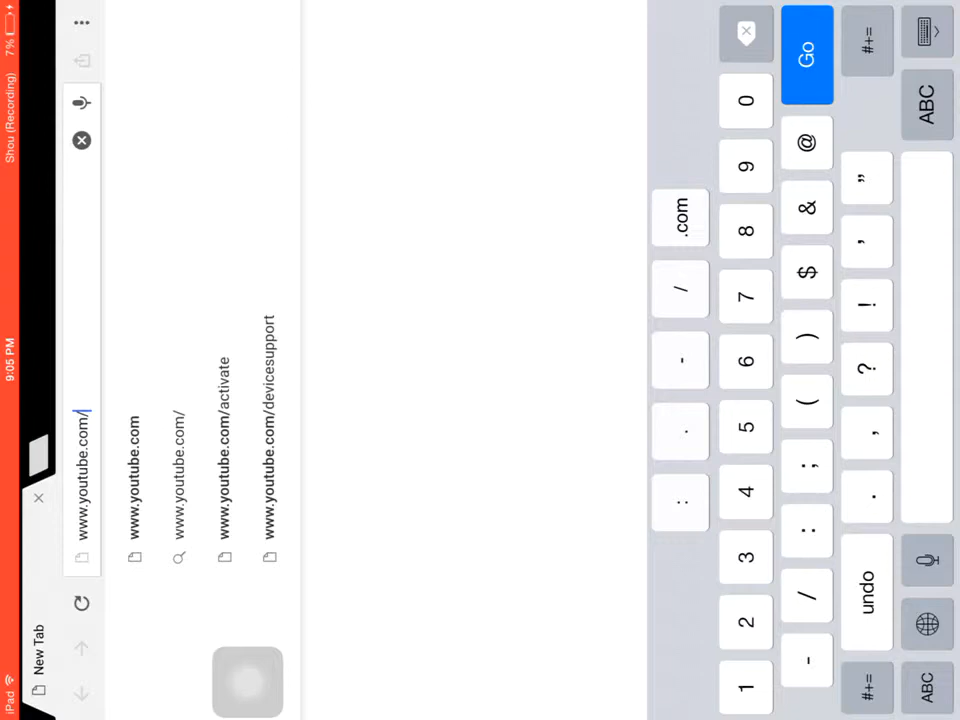 iPad 9:05 PM Shou (Recording) 7%
New Tab
www.youtube.com/
www.youtube.com
www.youtube.com/
www.youtube.com/activate
www.youtube.com/devicesupport
: . - / .com
1 2 3 4 5 6 7 8 9 0
- / : ; ( ) $ & @ Go
#+= undo . , ? ! ' " #+=
ABC ABC